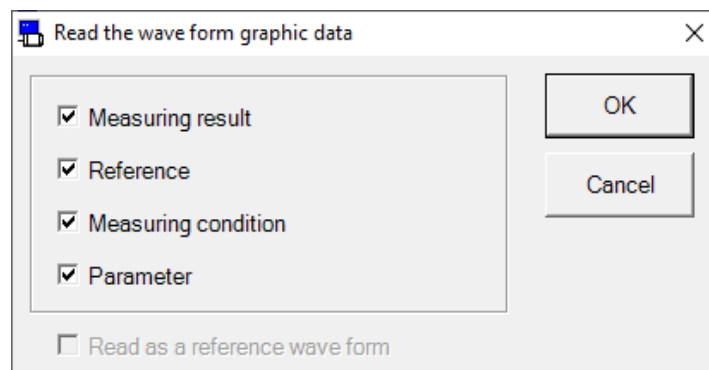 Read the wave form graphic data
Measuring result
Reference
Measuring condition
Parameter
Read as a reference wave form
OK
Cancel